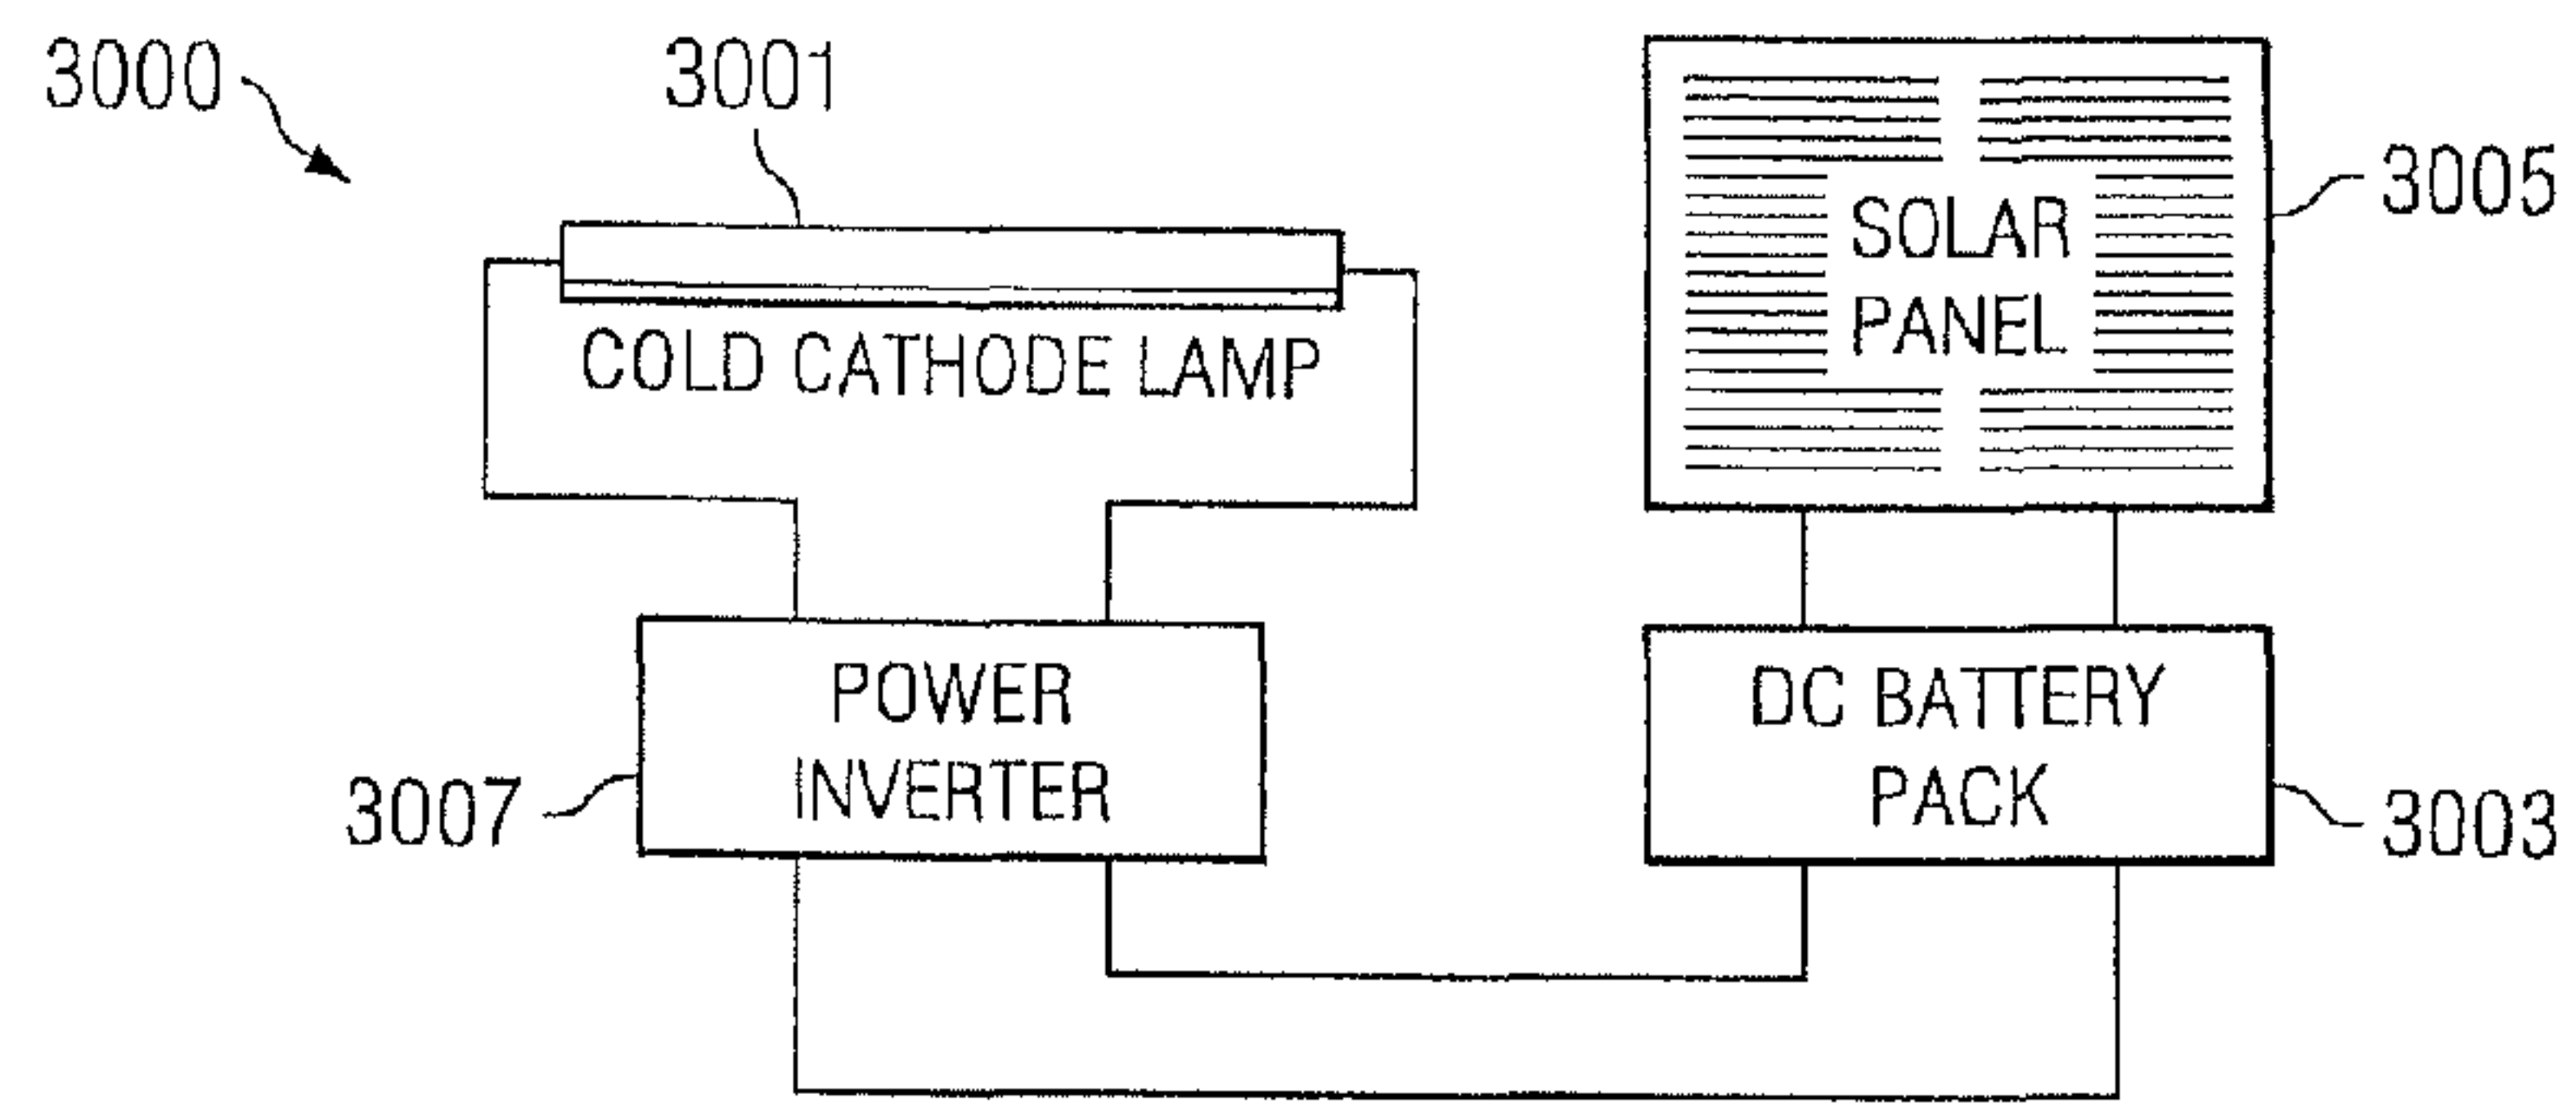 3000
3001
3005
SOLAR
PANEL
COLD CATHODE LAMP
POWER
INVERTER
3007
DC BATTERY
PACK
3003